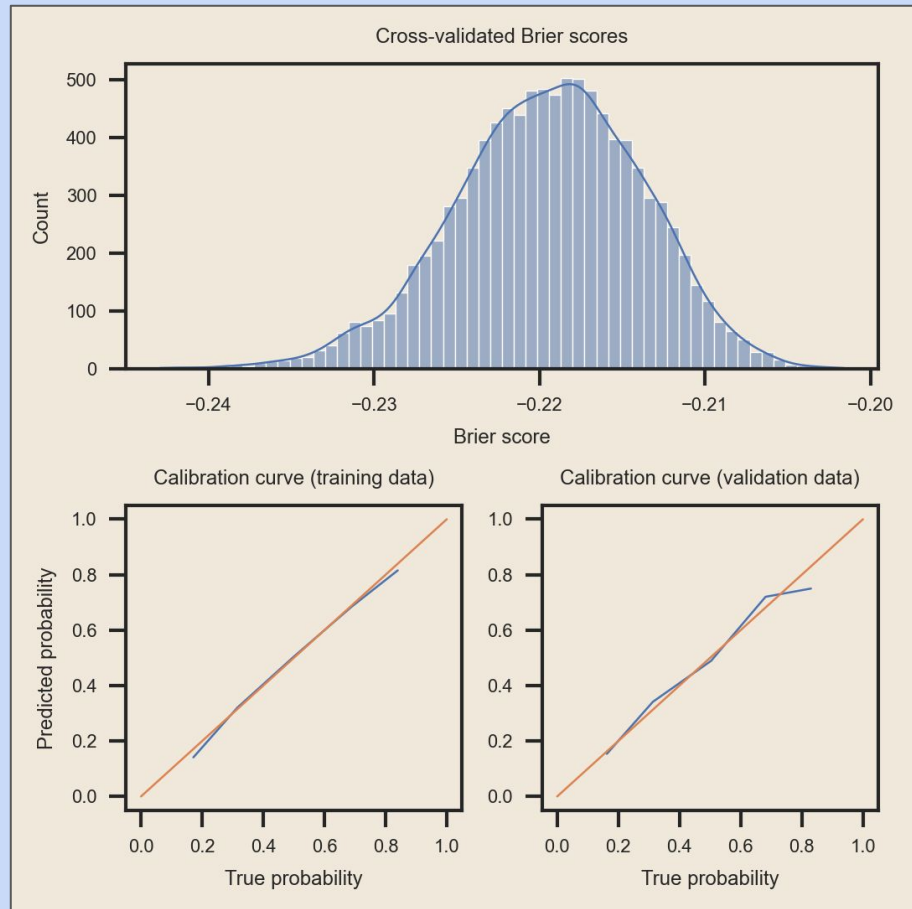 Cross-validated Brier scores
500
400
300
200
100
0
Count
−0.24 −0.23 −0.22 −0.21 −0.20
Brier score
Calibration curve (training data)
1.0
0.8
0.6
0.4
0.2
0.0
Predicted probability
0.0 0.2 0.4 0.6 0.8 1.0
True probability
Calibration curve (validation data)
1.0
0.8
0.6
0.4
0.2
0.0
0.0 0.2 0.4 0.6 0.8 1.0
True probability